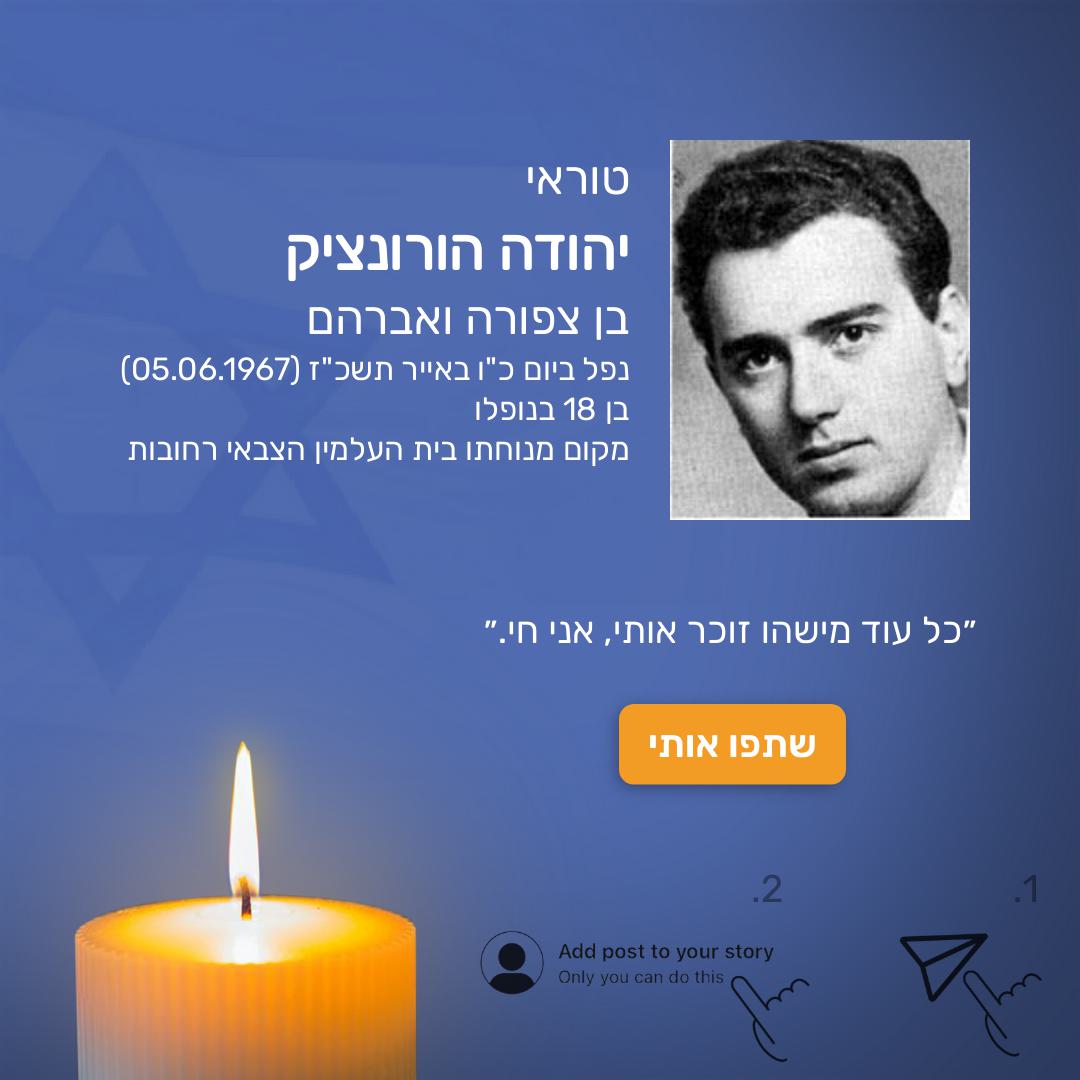 טוראי
יהודה הורונציק
בן צפורה ואברהם
נפל ביום כ"ו באייר תשכ"ז (05.06.1967)
בן 18 בנופלו
מקום מנוחתו בית העלמין הצבאי רחובות
״כל עוד מישהו זוכר אותי, אני חי.״
שתפו אותי
.1
.2
Add post to your story
Only you can do this